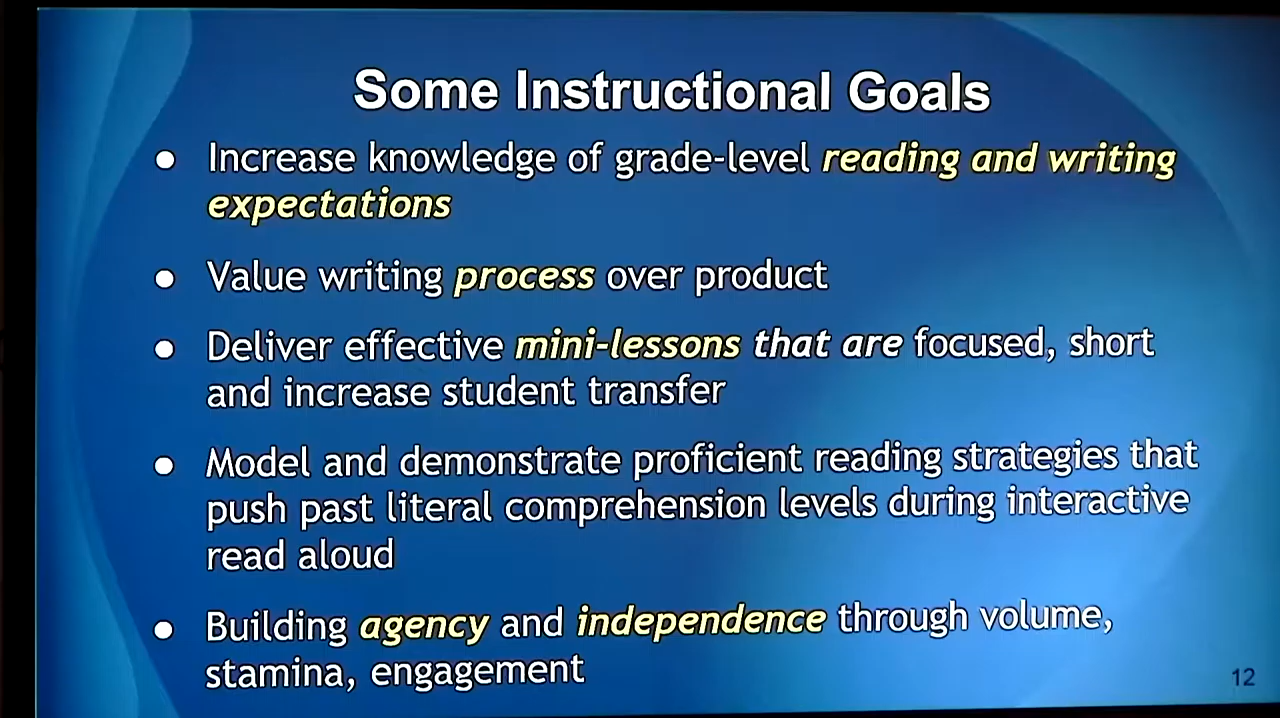 Some Instructional Goals
● Increase knowledge of grade-level reading and writing
expectations
● Value writing process over product
● Deliver effective mini-lessons that are focused, short
and increase student transfer
● Model and demonstrate proficient reading strategies that
push past literal comprehension levels during interactive
read aloud
● Building agency and independence through volume,
stamina, engagement
12